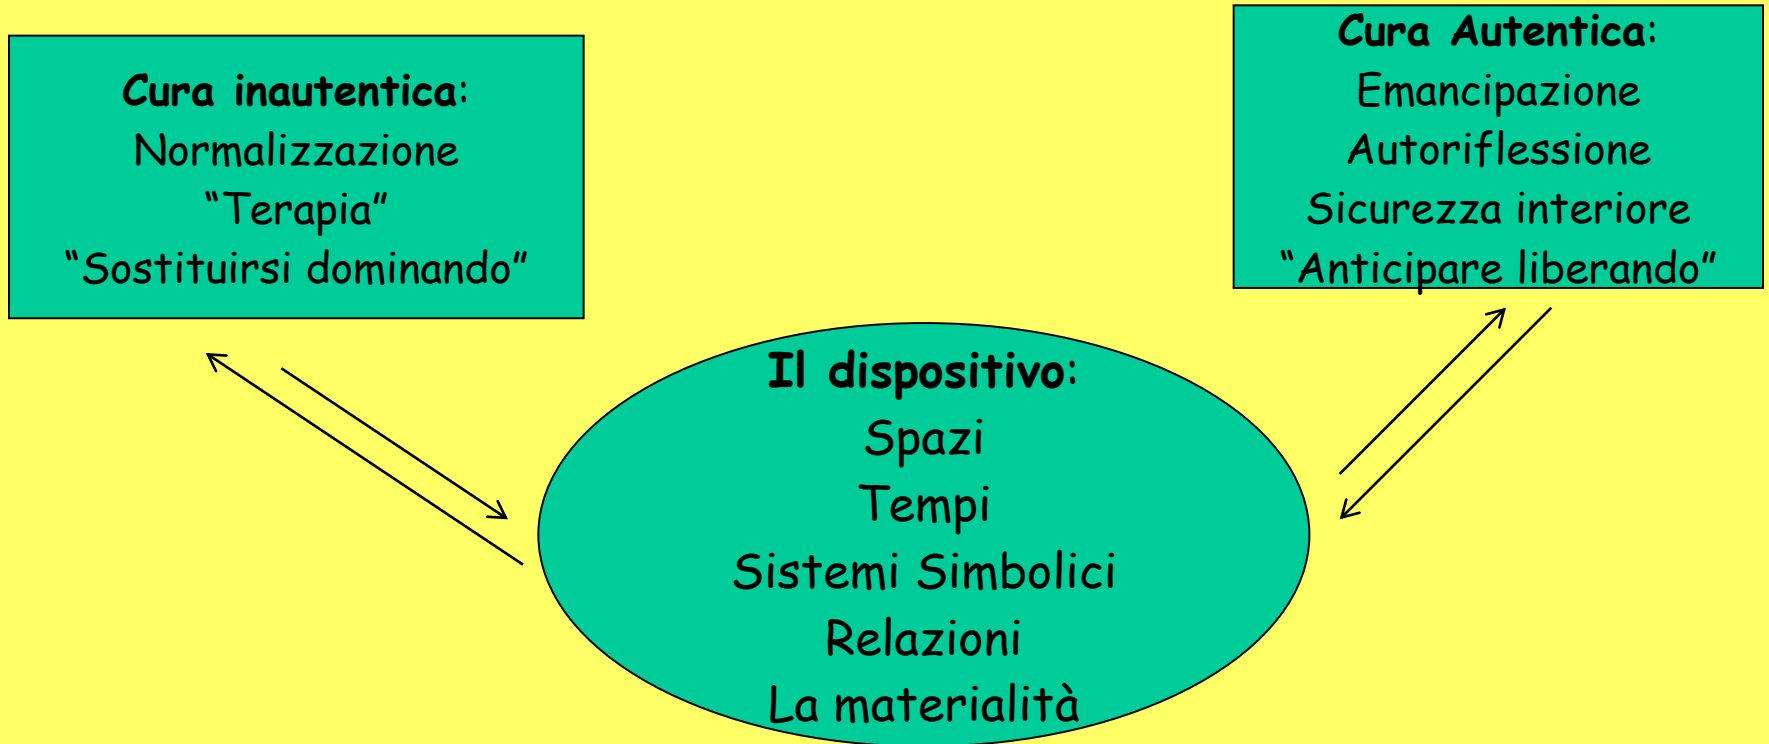 Cura inautentica:
Normalizzazione
“Terapia”
“Sostituirsi dominando”
Cura Autentica:
Emancipazione
Autoriflessione
Sicurezza interiore
“Anticipare liberando”
Il dispositivo:
Spazi
Tempi
Sistemi Simbolici
Relazioni
La materialità